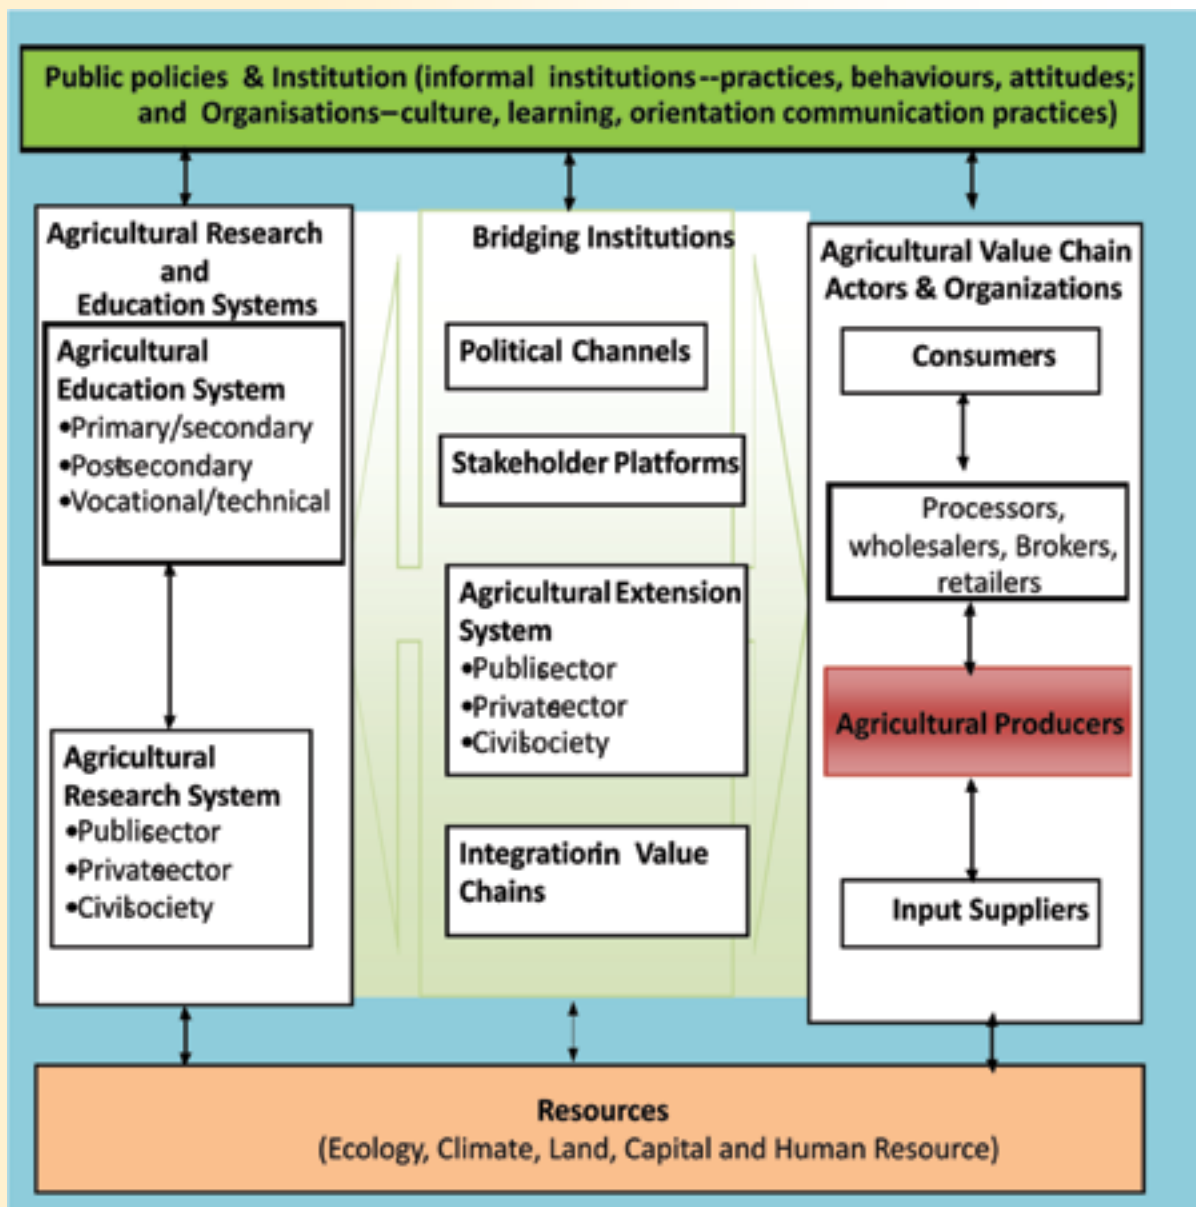 Public policies & Institution (informal institutions--practices, behaviours, attitudes;
and Organisations–culture, learning, orientation communication practices)
Agricultural Research
and
Education Systems
Agricultural
Education System
•Primary/secondary
•Postsecondary
•Vocational/technical
Agricultural
Research System
•Publicsector
•Privatesector
•Civilsociety
Bridging Institutions
Political Channels
Stakeholder Platforms
Agricultural Extension
System
•Publicsector
•Privatesector
•Civilsociety
Integrationin Value
Chains
Agricultural Value Chain
Actors & Organizations
Consumers
Processors,
wholesalers, Brokers,
retailers
Agricultural Producers
Input Suppliers
Resources
(Ecology, Climate, Land, Capital and Human Resource)